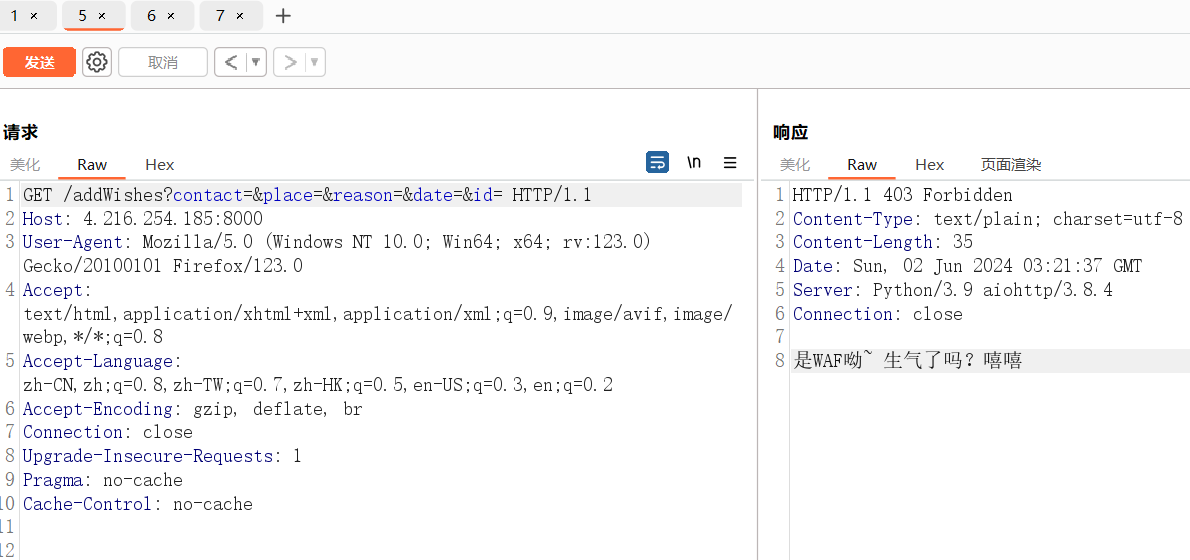 1 × 5 × 6 × 7 × +
发送 取消 < ▼ > ▼
请求
美化 Raw Hex \n
1 GET /addWishes?contact=&place=&reason=&date=&id= HTTP/1.1
2 Host: 4.216.254.185:8000
3 User-Agent: Mozilla/5.0 (Windows NT 10.0; Win64; x64; rv:123.0)
Gecko/20100101 Firefox/123.0
4 Accept:
text/html,application/xhtml+xml,application/xml;q=0.9,image/avif,image/
webp,*/*;q=0.8
5 Accept-Language:
zh-CN,zh;q=0.8,zh-TW;q=0.7,zh-HK;q=0.5,en-US;q=0.3,en;q=0.2
6 Accept-Encoding: gzip, deflate, br
7 Connection: close
8 Upgrade-Insecure-Requests: 1
9 Pragma: no-cache
10 Cache-Control: no-cache
11
12
响应
美化 Raw Hex 页面渲染
1 HTTP/1.1 403 Forbidden
2 Content-Type: text/plain; charset=utf-8
3 Content-Length: 35
4 Date: Sun, 02 Jun 2024 03:21:37 GMT
5 Server: Python/3.9 aiohttp/3.8.4
6 Connection: close
7
8 是WAF呦~ 生气了吗？嘻嘻